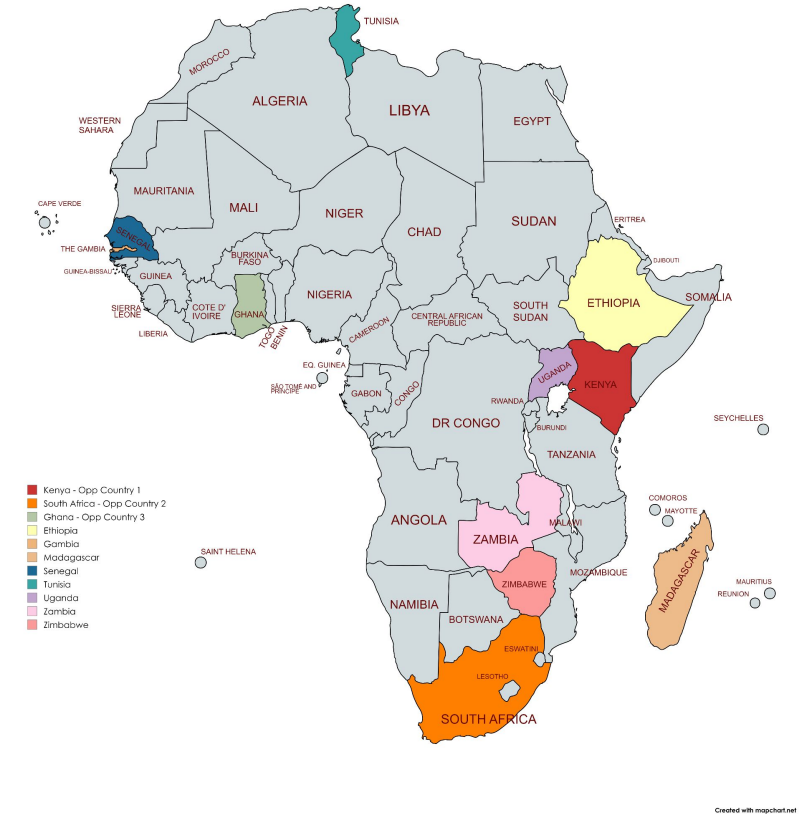 TUNISIA
MOROCCO
ALGERIA
LIBYA
EGYPT
WESTERN
SAHARA
MAURITANIA
MALI
NIGER
CHAD
SUDAN
ERITREA
CAPE VERDE
SENEGAL
THE GAMBIA
GUINEA-BISSAU
GUINEA
BURKINA
FASO
DJIBOUTI
SIERRA
LEONE
LIBERIA
COTE D'
IVOIRE
GHANA
TOGO
BENIN
NIGERIA
CAMEROON
CENTRAL AFRICAN
REPUBLIC
SOUTH
SUDAN
ETHIOPIA
SOMALIA
EQ. GUINEA
SÃO TOMÉ AND
PRINCIPE
GABON
CONGO
DR CONGO
UGANDA
KENYA
RWANDA
BURUNDI
TANZANIA
SEYCHELLES
COMOROS
MAYOTTE
ANGOLA
ZAMBIA
MALAWI
MOZAMBIQUE
SAINT HELENA
ZIMBABWE
MADAGASCAR
MAURITIUS
REUNION
NAMIBIA
BOTSWANA
ESWATINI
LESOTHO
SOUTH AFRICA
Kenya - Opp Country 1
South Africa - Opp Country 2
Ghana - Opp Country 3
Ethiopia
Gambia
Madagascar
Senegal
Tunisia
Uganda
Zambia
Zimbabwe
Created with mapchart.net